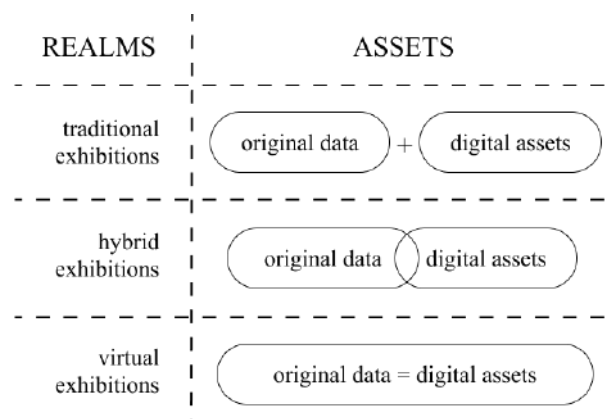 REALMS ASSETS
traditional
exhibitions
original data + digital assets
hybrid
exhibitions
original data digital assets
virtual
exhibitions
original data = digital assets